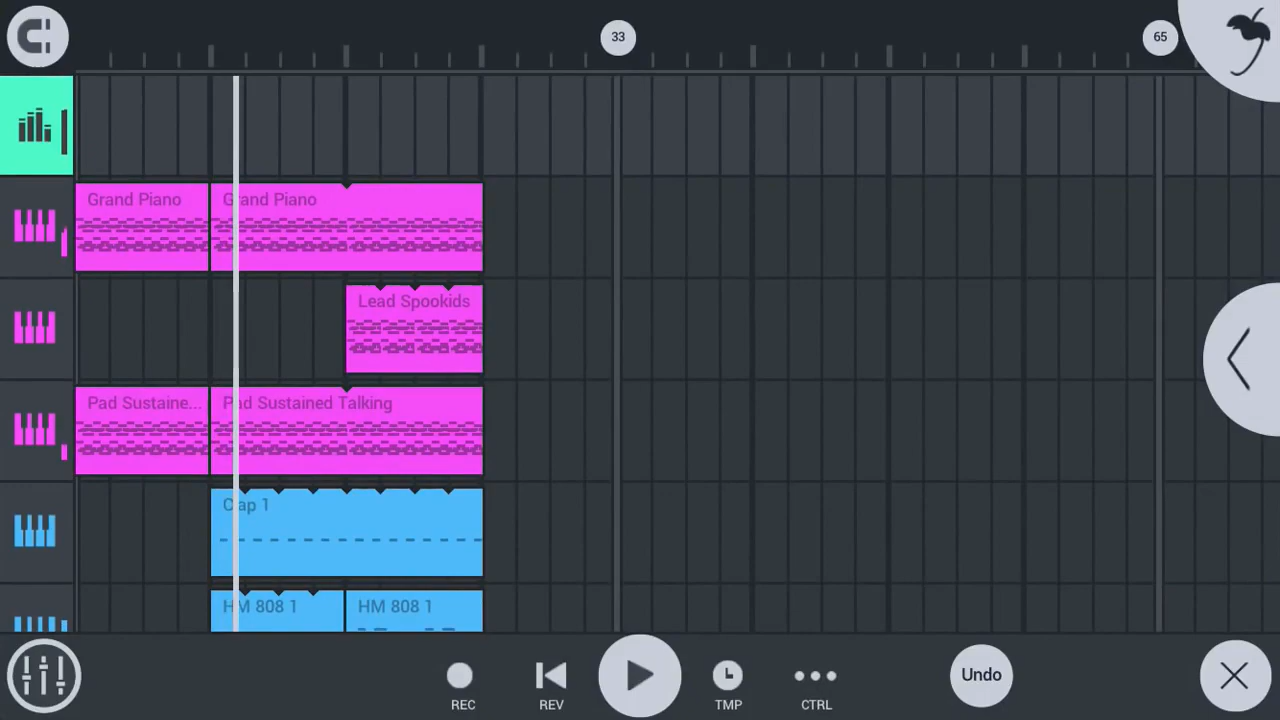 33
65
Grand Piano
Grand Piano
Lead Spookids
Pad Sustaine...
Pad Sustained Talking
Clap 1
HM 808 1
HM 808 1
Undo
REC
REV
TMP
CTRL